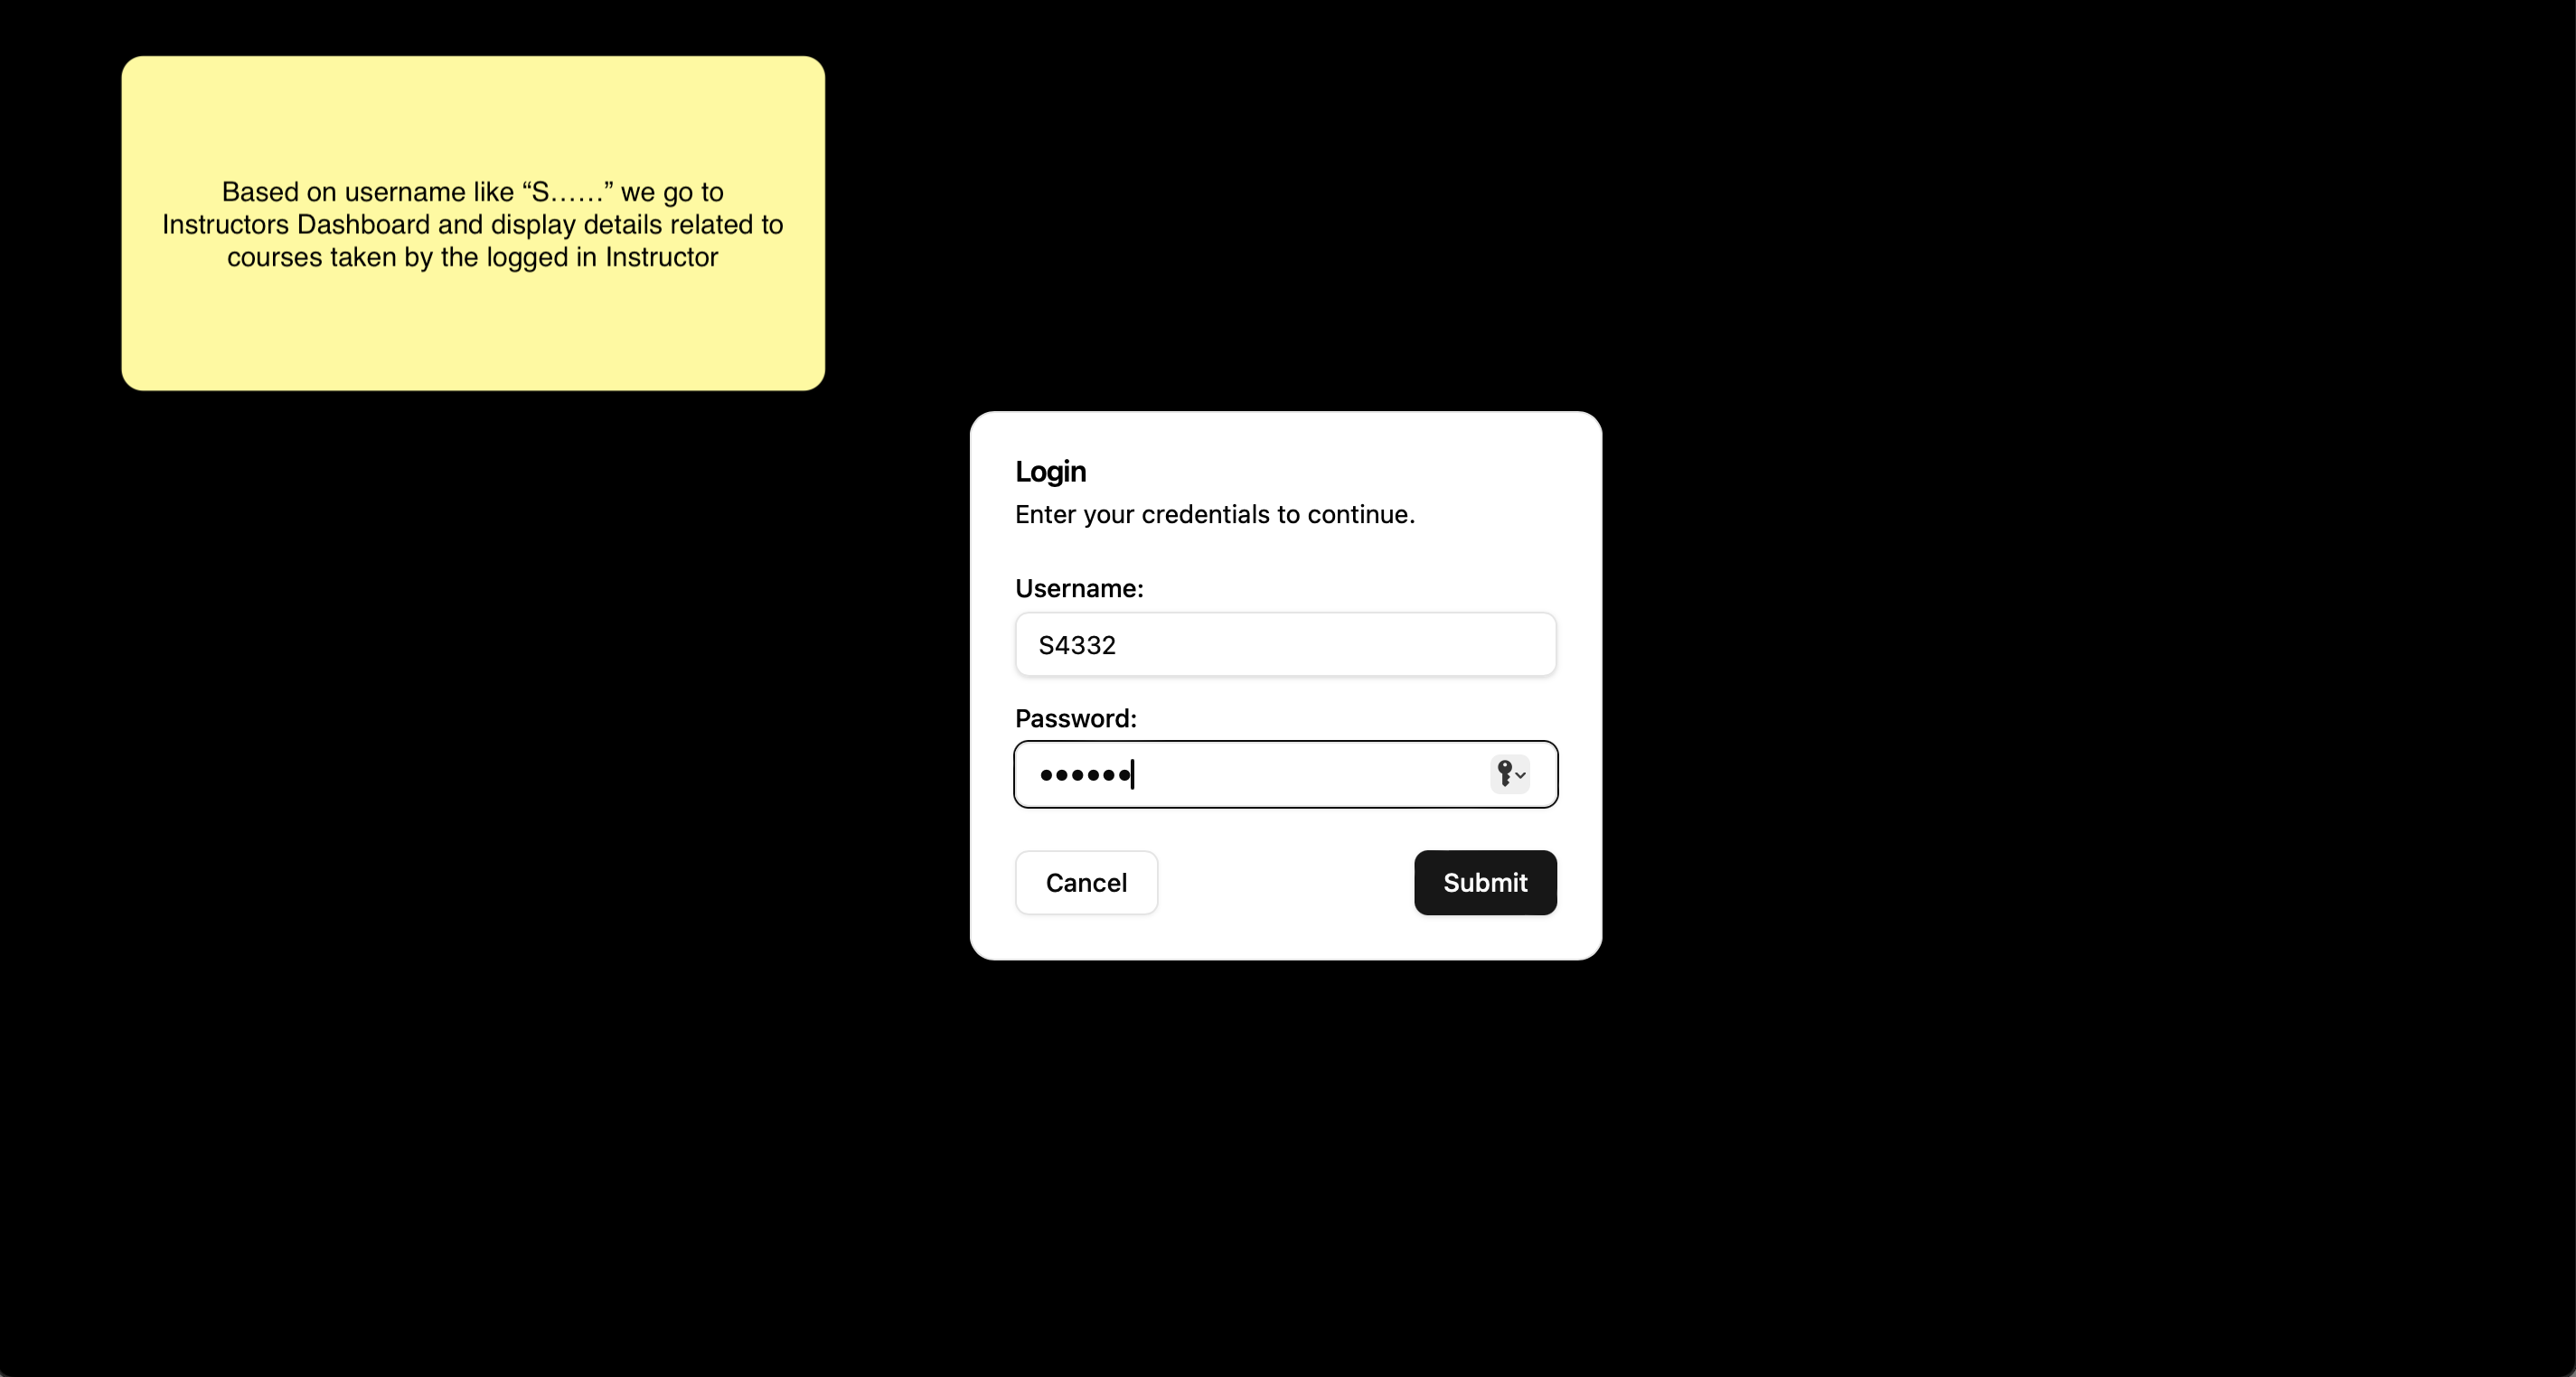 Based on username like “S......” we go to
Instructors Dashboard and display details related to
courses taken by the logged in Instructor
Login
Enter your credentials to continue.
Username:
S4332
Password:
••••••
Cancel
Submit